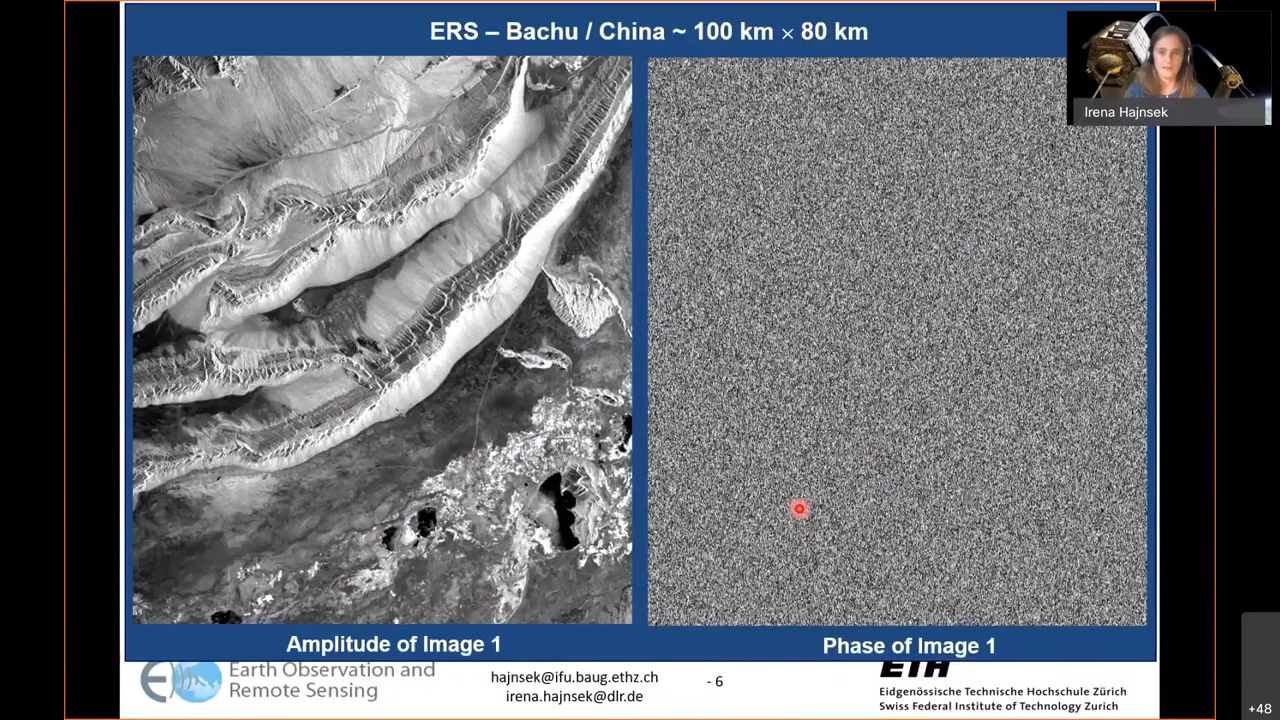 ERS – Bachu / China ~ 100 km × 80 km
Irena Hajnsek
Amplitude of Image 1
Phase of Image 1
Earth Observation and
Remote Sensing
hajnsek@ifu.baug.ethz.ch
irena.hajnsek@dlr.de
- 6
ETH
Eidgenössische Technische Hochschule Zürich
Swiss Federal Institute of Technology Zurich
+48